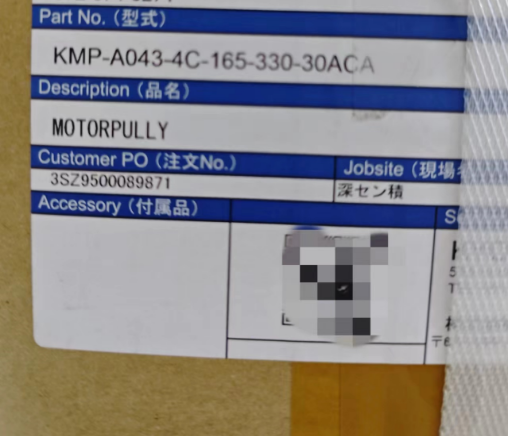 Part No. (型式)
KMP-A043-4C-165-330-30ACA
Description (品名)
MOTORPULLY
Customer PO (注文No.)
Jobsite (現場
3SZ9500089871
深セン積
Accessory (付属品)
〒